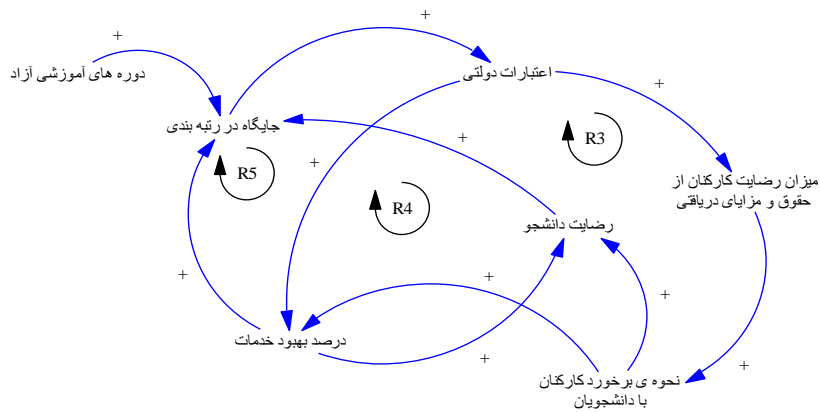 +
+
دوره های آموزشی آزاد
اعتبارات دولتی
+
جایگاه در رتبه بندی
+
R3
+
R5
میزان رضایت کارکنان از
حقوق و مزایای دریافتی
R4
رضایت دانشجو
+
+
+
درصد بهبود خدمات
+
+
نحوه ی برخورد کارکنان
با دانشجویان